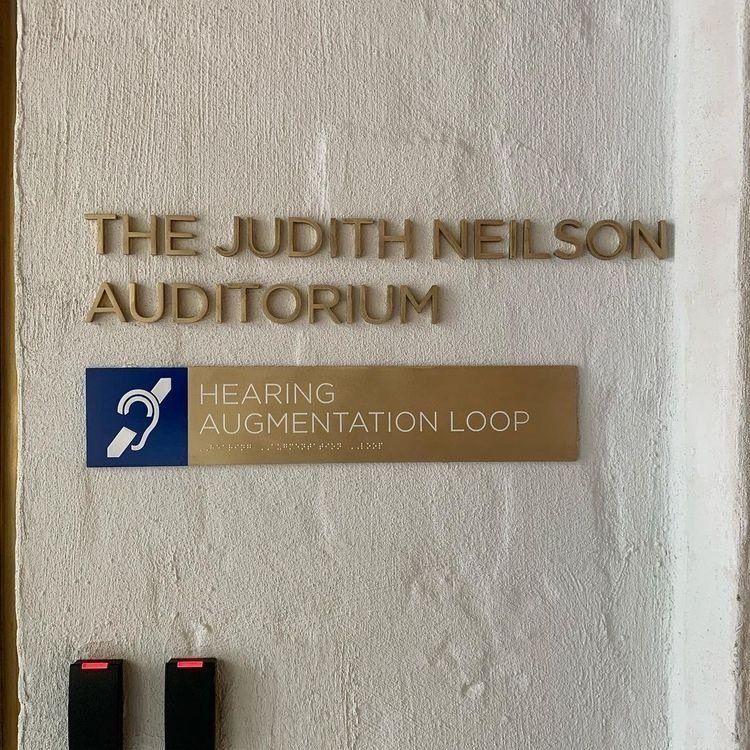 THE JUDITH NEILSON
AUDITORIUM
HEARING
AUGMENTATION LOOP